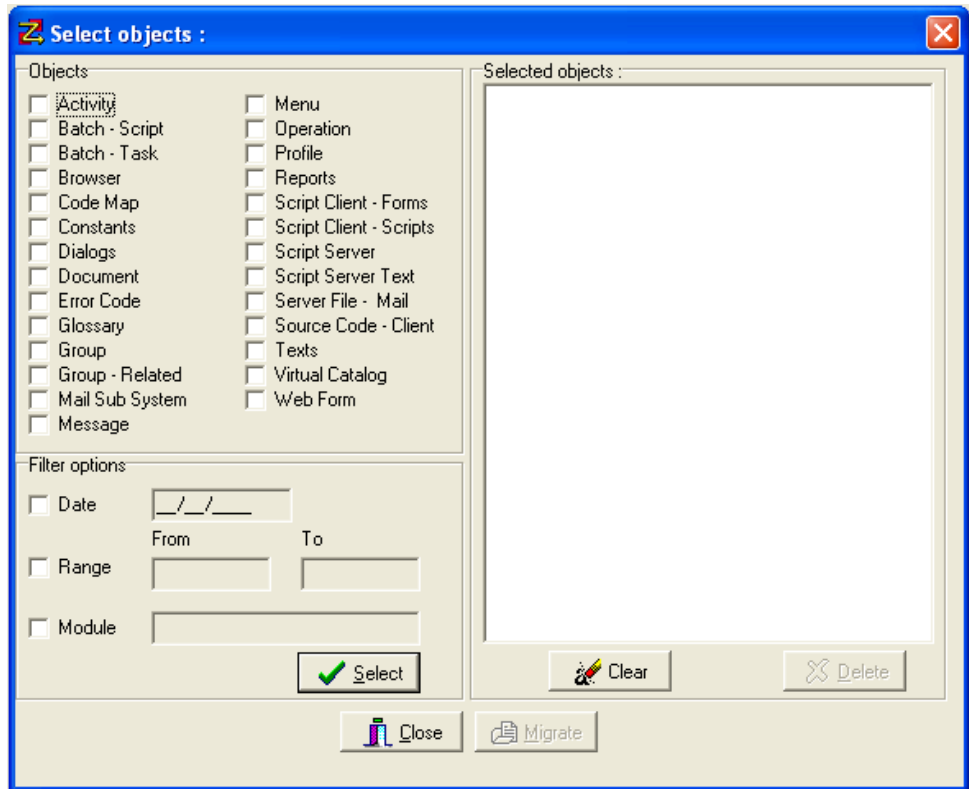 Select objects :
Objects
Activity
Batch - Script
Batch - Task
Browser
Code Map
Constants
Dialogs
Document
Error Code
Glossary
Group
Group - Related
Mail Sub System
Message
Menu
Operation
Profile
Reports
Script Client - Forms
Script Client - Scripts
Script Server
Script Server Text
Server File - Mail
Source Code - Client
Texts
Virtual Catalog
Web Form
Filter options
Date __/__/____
From To
Range
Module
Select
Selected objects :
Clear Delete
Close Migrate